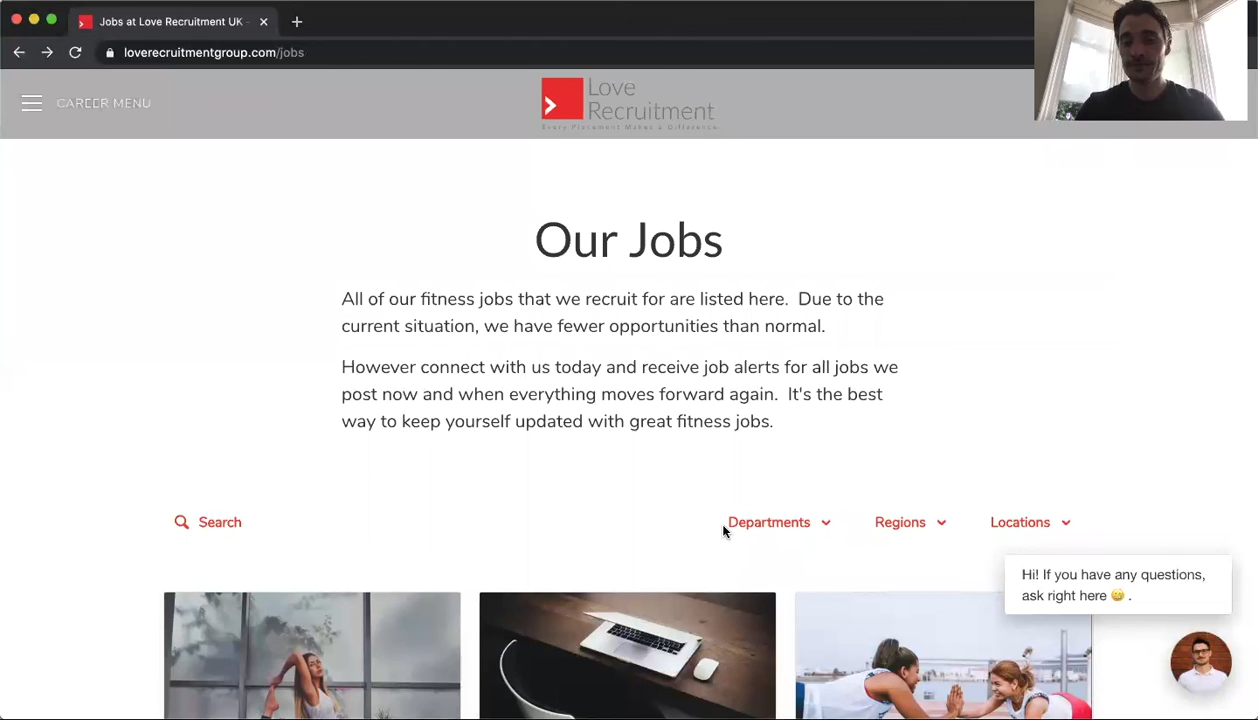 Jobs at Love Recruitment UK -
loverecruitmentgroup.com/jobs
CAREER MENU
Love
Recruitment
Every Placement Makes a Difference.
Our Jobs
All of our fitness jobs that we recruit for are listed here.  Due to the
current situation, we have fewer opportunities than normal.
However connect with us today and receive job alerts for all jobs we
post now and when everything moves forward again.  It's the best
way to keep yourself updated with great fitness jobs.
Search
Departments
Regions
Locations
Hi! If you have any questions,
ask right here 😀 .